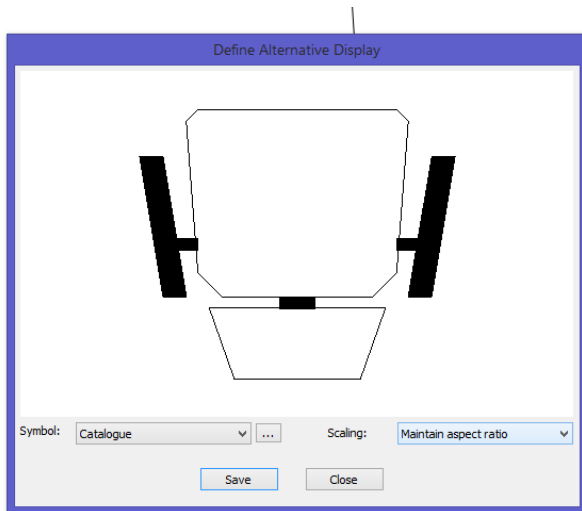 Define Alternative Display
Symbol: Catalogue ... Scaling: Maintain aspect ratio
Save Close